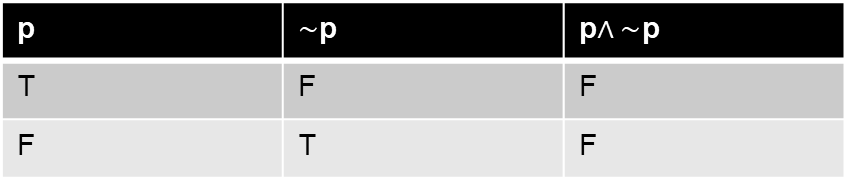 p ~p p∧ ~p
T F F
F T F